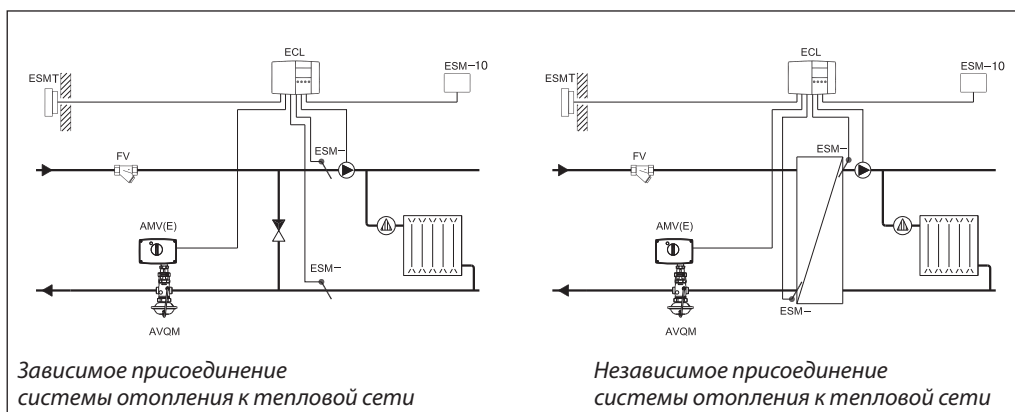 ECL
ESM–10
ESMT
FV
ESM–
AMV(E)
ESM–
AVQM
Зависимое присоединение
системы отопления к тепловой сети
ECL
ESM–10
ESMT
FV
ESM–
AMV(E)
ESM–
AVQM
Независимое присоединение
системы отопления к тепловой сети